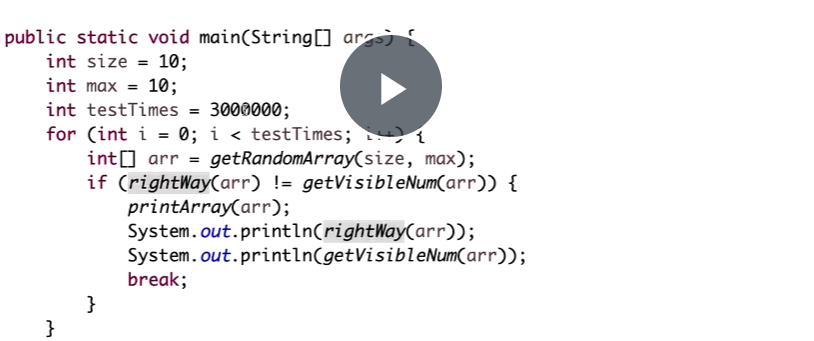 public static void main(String[] args) {
int size = 10;
int max = 10;
int testTimes = 3000000;
for (int i = 0; i < testTimes; i++) {
int[] arr = getRandomArray(size, max);
if (rightWay(arr) != getVisibleNum(arr)) {
printArray(arr);
System.out.println(rightWay(arr));
System.out.println(getVisibleNum(arr));
break;
}
}